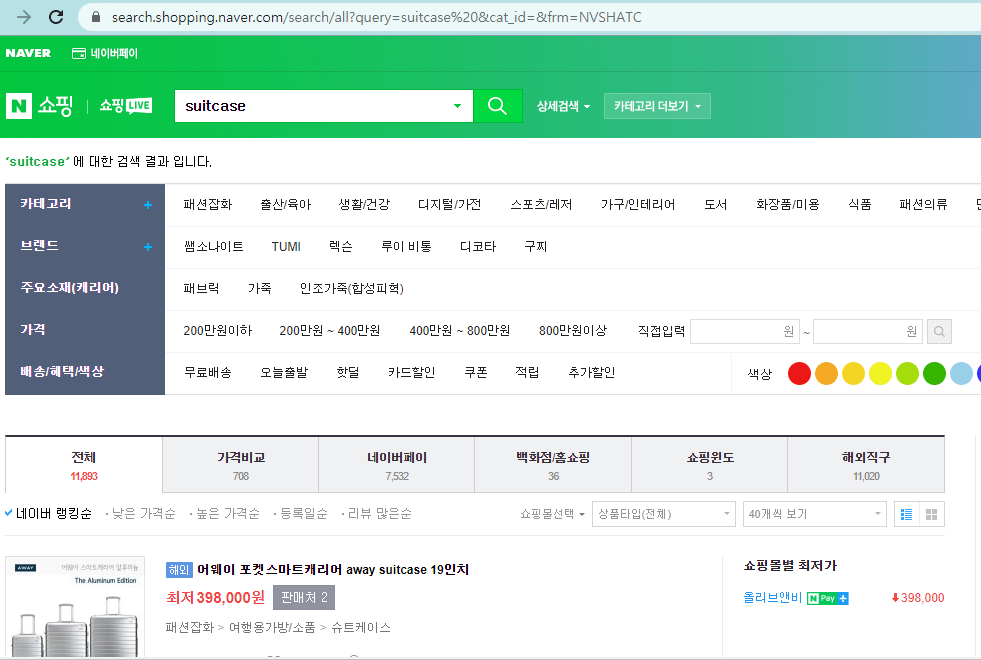 search.shopping.naver.com/search/all?query=suitcase%20&cat_id=&frm=NVSHATC
NAVER 네이버페이
N 쇼핑 쇼핑LIVE suitcase 상세검색 카테고리 더보기
‘suitcase’ 에 대한 검색 결과 입니다.
카테고리 + 패션잡화 출산/육아 생활/건강 디지털/가전 스포츠/레저 가구/인테리어 도서 화장품/미용 식품 패션의류
브랜드 + 쌤소나이트 TUMI 렉슨 루이 비통 디코타 구찌
주요소재(캐리어) 패브릭 가죽 인조가죽(합성피혁)
가격 200만원이하 200만원 ~ 400만원 400만원 ~ 800만원 800만원이상 직접입력 원 ~ 원
배송/혜택/색상 무료배송 오늘출발 핫딜 카드할인 쿠폰 적립 추가할인 색상
전체 가격비교 네이버페이 백화점/홈쇼핑 쇼핑윈도 해외직구
11,893 708 7,532 36 3 11,020
네이버 랭킹순 · 낮은 가격순 · 높은 가격순 · 등록일순 · 리뷰 많은순 쇼핑몰선택 상품타입(전체) 40개씩 보기
AWAY 어웨이 스마트캐리어 알루미늄
The Aluminum Edition
해외 어웨이 포켓스마트캐리어 away suitcase 19인치
최저 398,000원 판매처 2
패션잡화 > 여행용가방/소품 > 슈트케이스
쇼핑몰별 최저가
올리브앤비 N Pay + 398,000